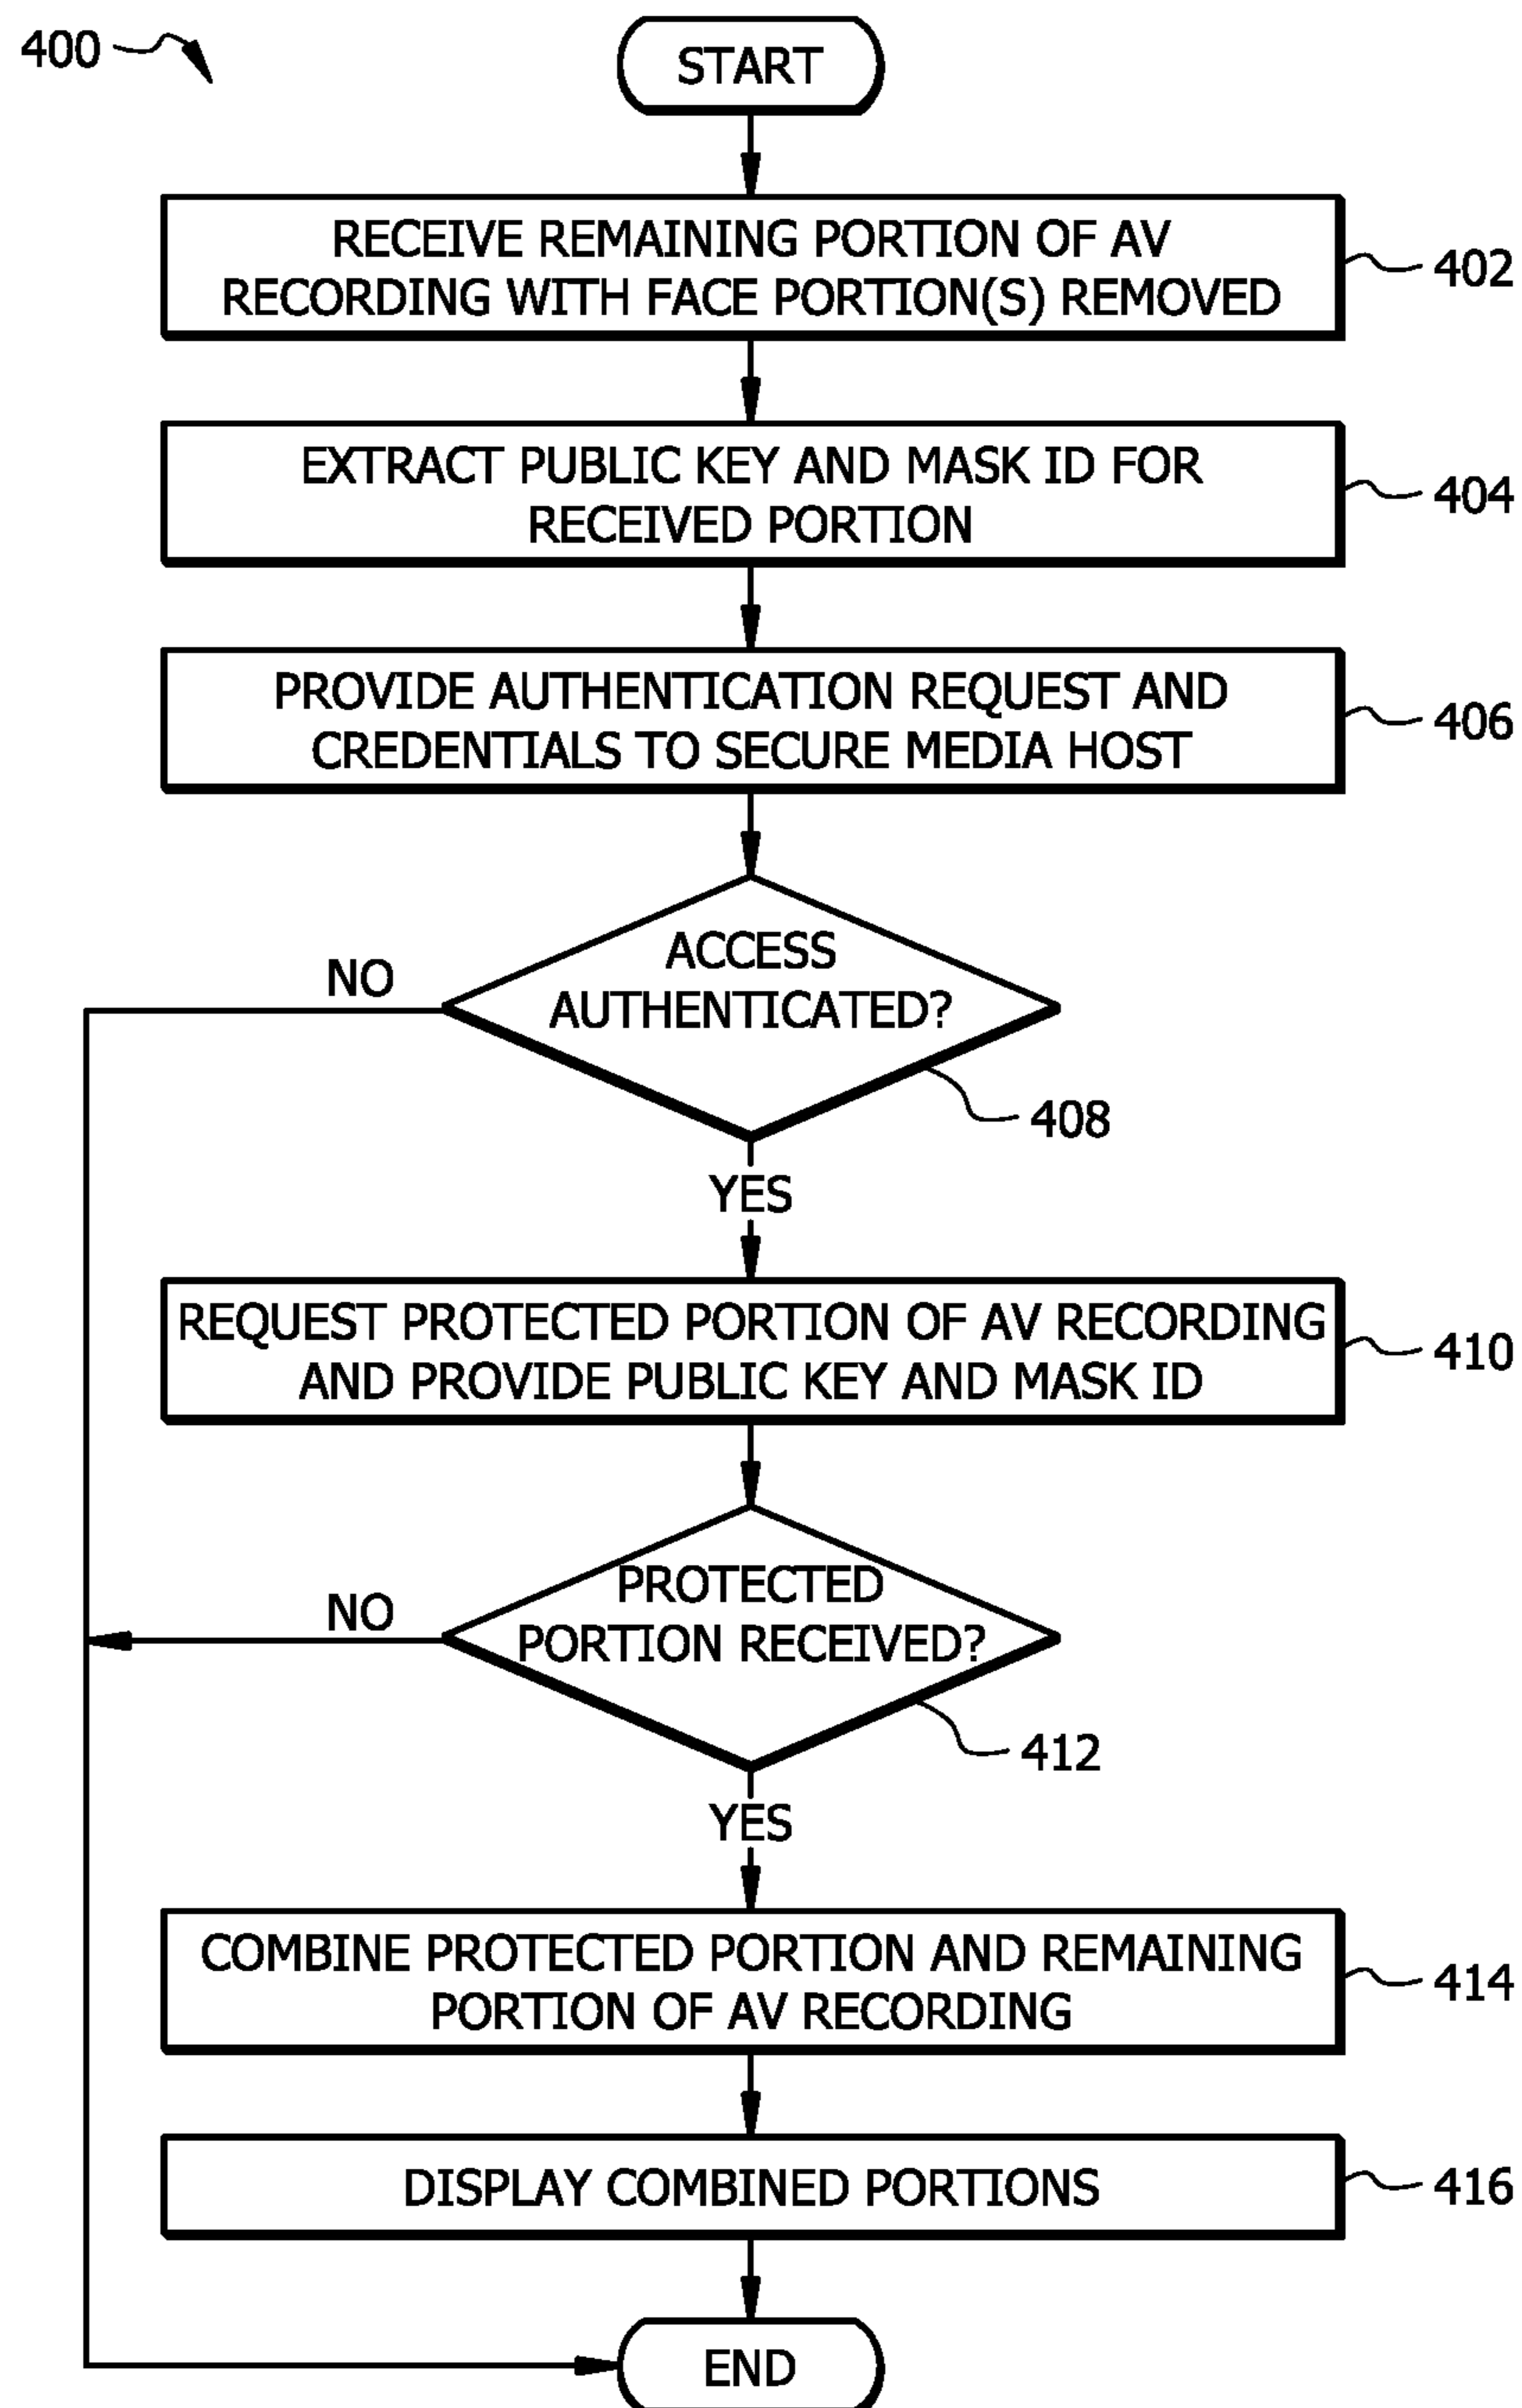 400
START
RECEIVE REMAINING PORTION OF AV
RECORDING WITH FACE PORTION(S) REMOVED
402
EXTRACT PUBLIC KEY AND MASK ID FOR
RECEIVED PORTION
404
PROVIDE AUTHENTICATION REQUEST AND
CREDENTIALS TO SECURE MEDIA HOST
406
ACCESS
AUTHENTICATED?
NO
408
YES
REQUEST PROTECTED PORTION OF AV RECORDING
AND PROVIDE PUBLIC KEY AND MASK ID
410
PROTECTED
PORTION RECEIVED?
NO
412
YES
COMBINE PROTECTED PORTION AND REMAINING
PORTION OF AV RECORDING
414
DISPLAY COMBINED PORTIONS
416
END